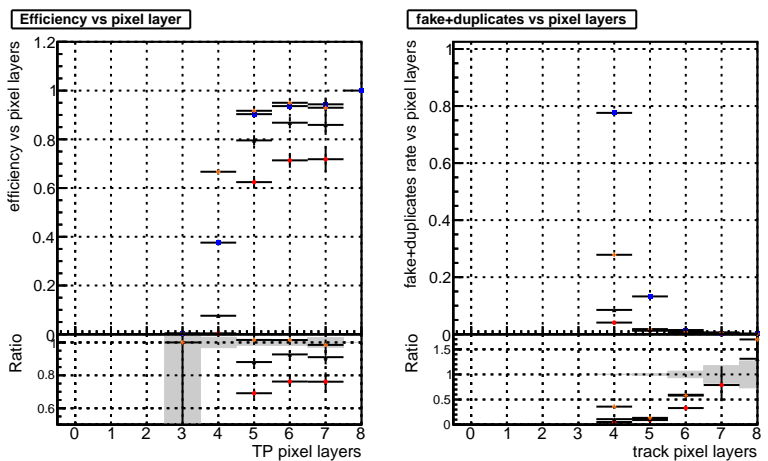 Efficiency vs pixel layer
efficiency vs pixel layers
1.2
1
0.8
0.6
0.4
0.2
0
Ratio
1
0.8
0.6
0 1 2 3 4 5 6 7 8
TP pixel layers
fake+duplicates vs pixel layers
fake+duplicates rate vs pixel layers
1
0.8
0.6
0.4
0.2
0
Ratio
1.5
1
0.5
0
0 1 2 3 4 5 6 7 8
track pixel layers